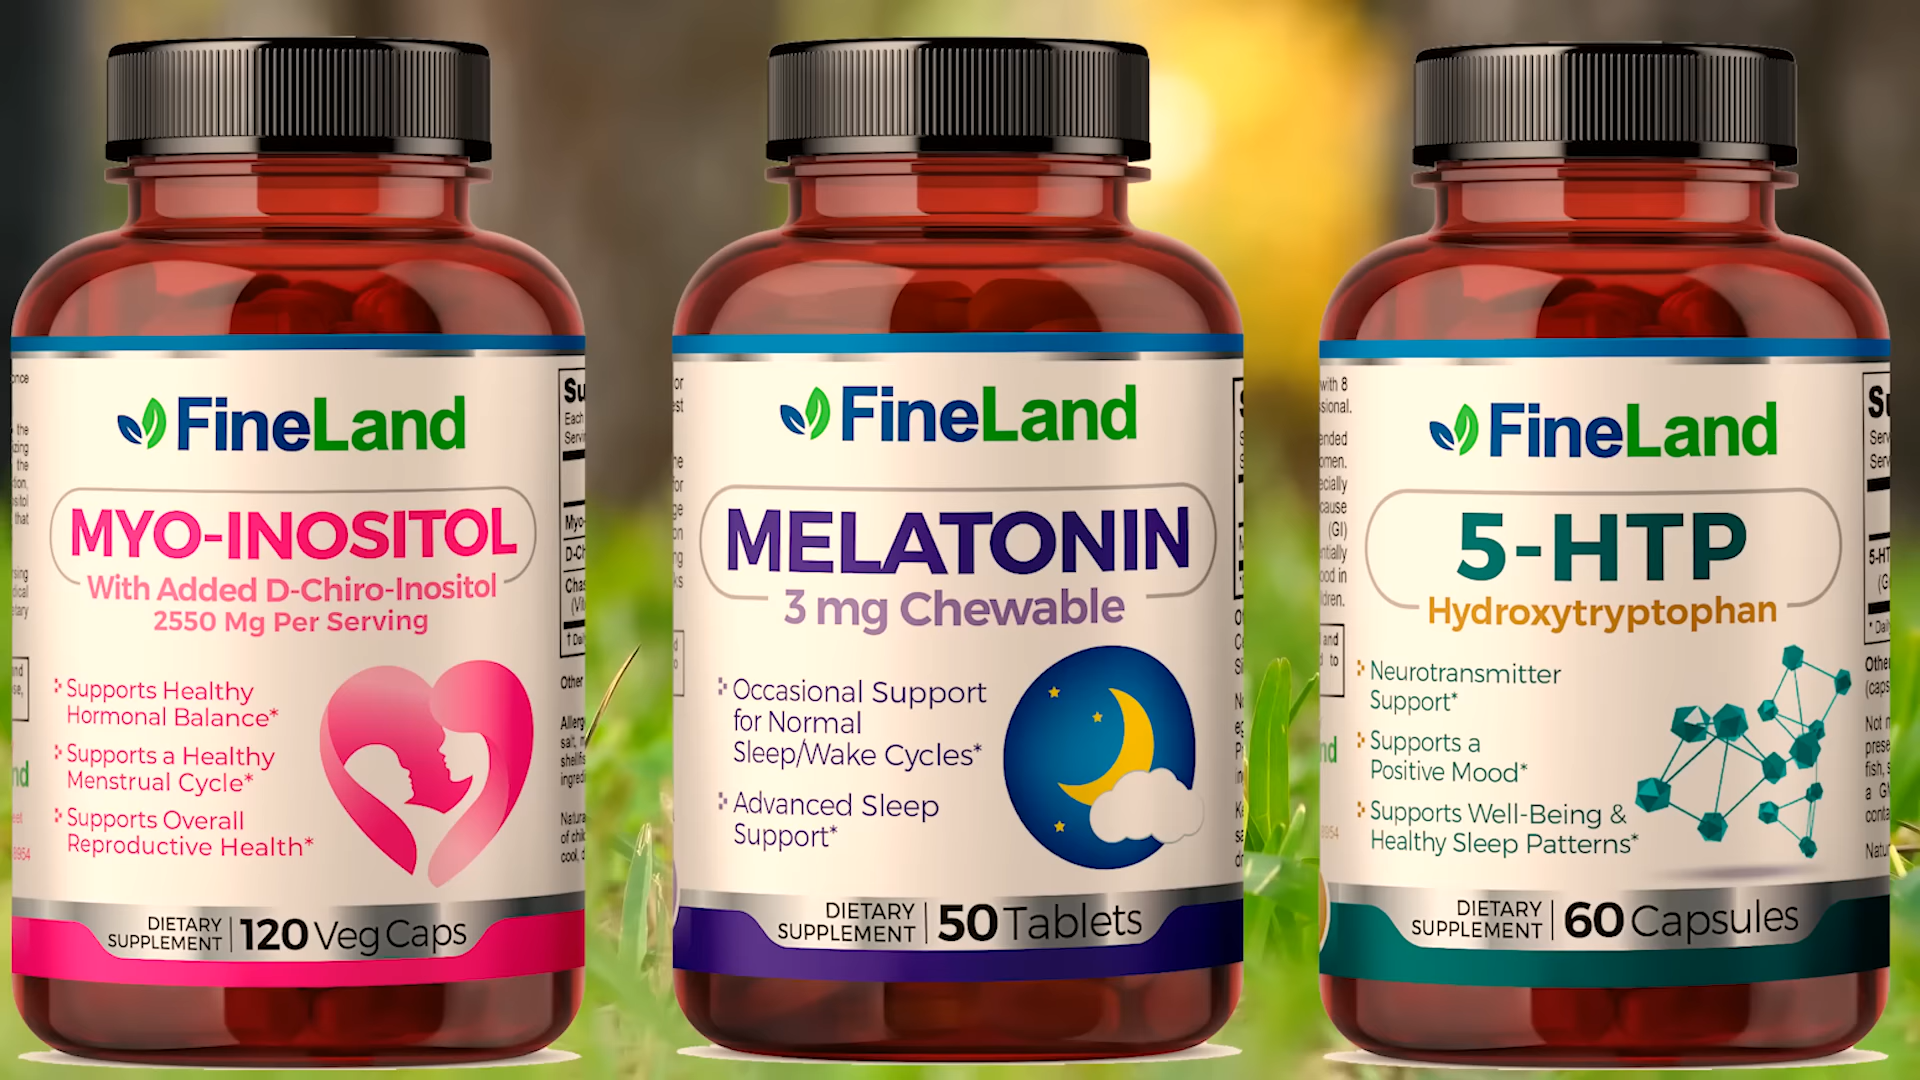 FineLand
MYO-INOSITOL
With Added D-Chiro-Inositol
2550 Mg Per Serving
Supports Healthy
Hormonal Balance*
Supports a Healthy
Menstrual Cycle*
Supports Overall
Reproductive Health*
DIETARY
SUPPLEMENT
120 Veg Caps
FineLand
MELATONIN
3 mg Chewable
Occasional Support
for Normal
Sleep/Wake Cycles*
Advanced Sleep
Support*
DIETARY
SUPPLEMENT
50 Tablets
FineLand
5-HTP
Hydroxytryptophan
Neurotransmitter
Support*
Supports a
Positive Mood*
Supports Well-Being &
Healthy Sleep Patterns*
DIETARY
SUPPLEMENT
60 Capsules